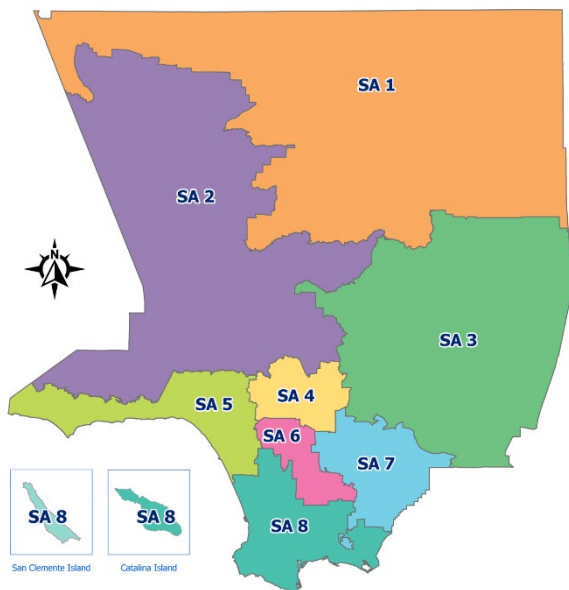 SA 1
SA 2
N
SA 3
SA 4
SA 5
SA 6
SA 7
SA 8
SA 8
SA 8
San Clemente Island
Catalina Island